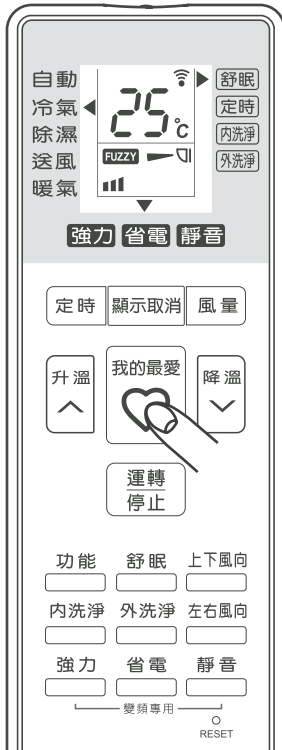 自動
舒眠
冷氣
25℃
定時
除濕
內洗淨
送風
FUZZY
外洗淨
暖氣
強力 省電 靜音
定時 顯示取消 風量
升溫 我的最愛 降溫
運轉
停止
功能 舒眠 上下風向
內洗淨 外洗淨 左右風向
強力 省電 靜音
變頻專用
RESET